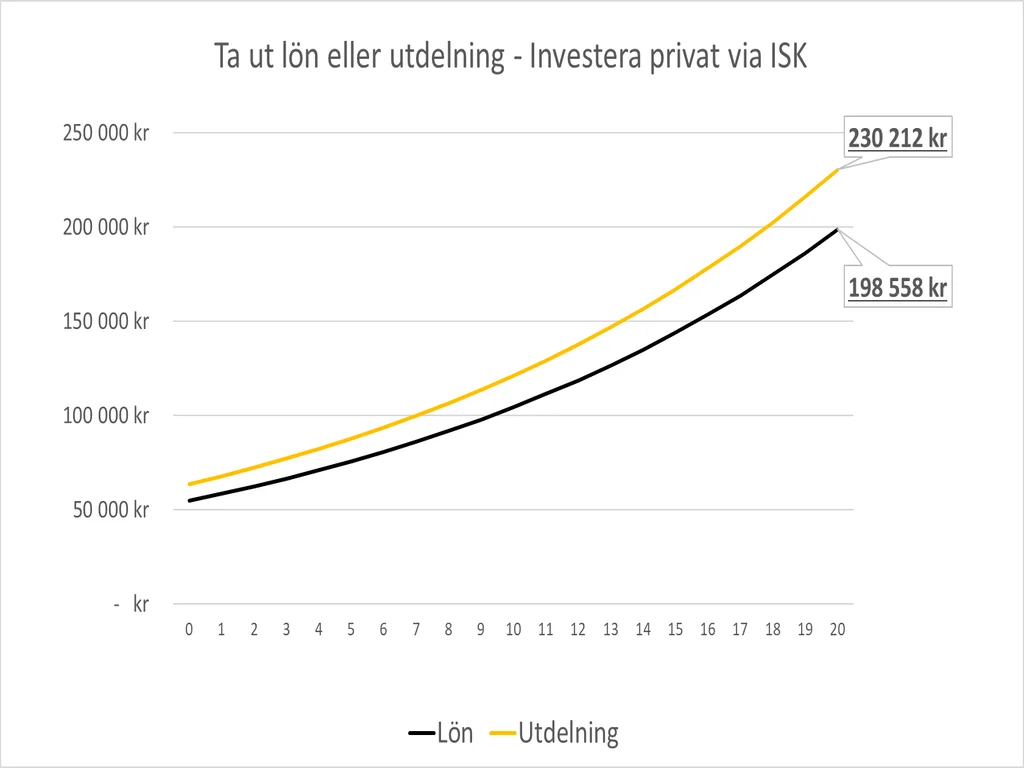 Ta ut lön eller utdelning - Investera privat via ISK
250 000 kr
230 212 kr
200 000 kr
198 558 kr
150 000 kr
100 000 kr
50 000 kr
- kr
0 1 2 3 4 5 6 7 8 9 10 11 12 13 14 15 16 17 18 19 20
Lön Utdelning